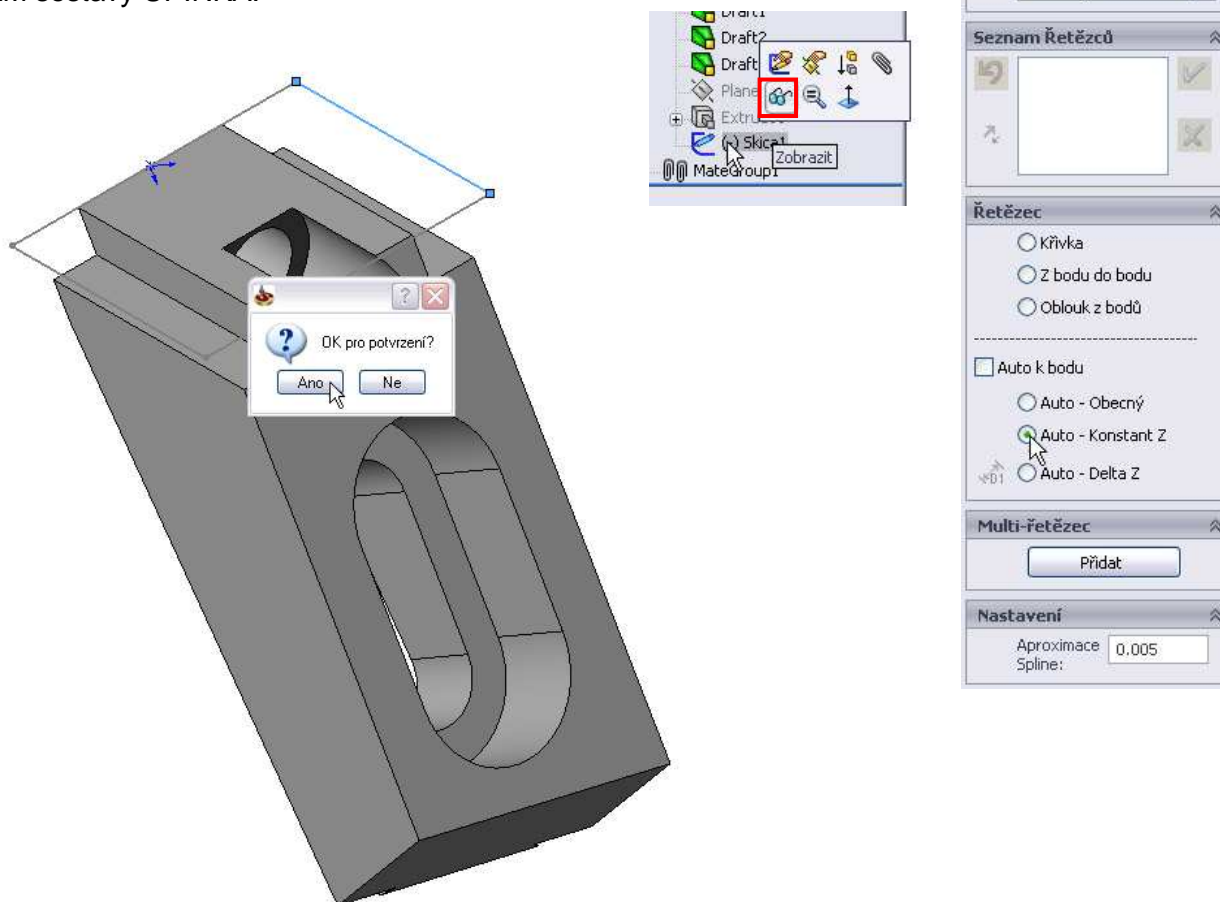 Draft1
Draft2
Draft
Plane
Skica1
Zobrazit
MateGroup1
OK pro potvrzení?
Ano
Ne
Seznam Řetězců
Řetězec
Křivka
Z bodu do bodu
Oblouk z bodů
Auto k bodu
Auto - Obecný
Auto - Konstant Z
Auto - Delta Z
Multi-řetězec
Přidat
Nastavení
Aproximace
Spline:
0.005